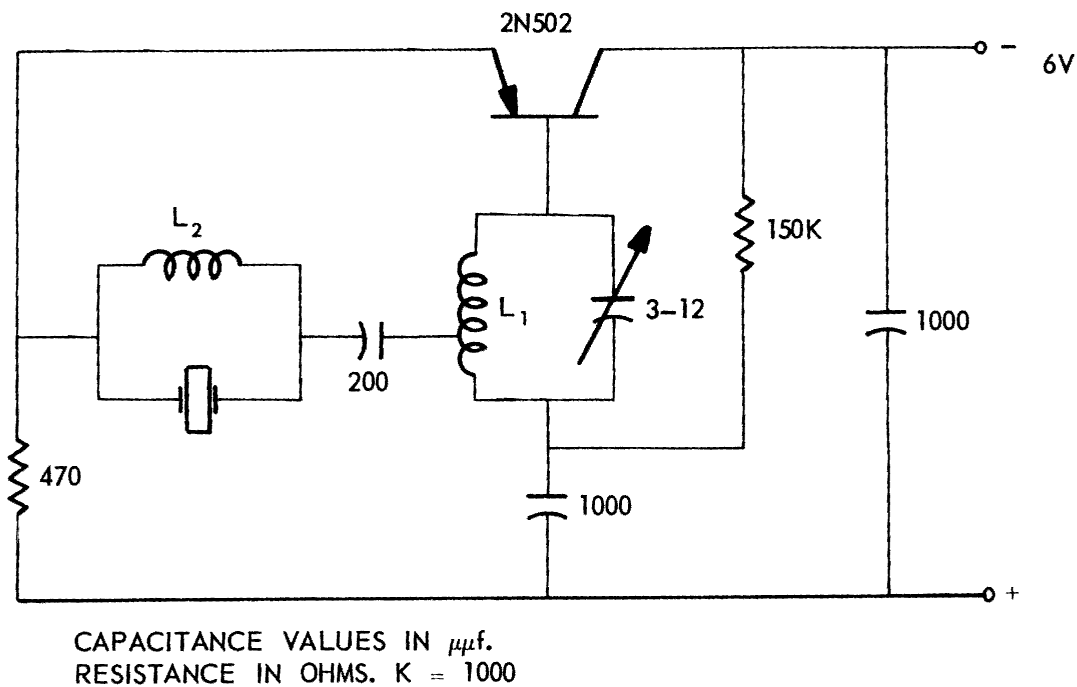 2N502
−
6V
L2
150K
L1
3-12
1000
200
470
1000
+
CAPACITANCE VALUES IN μμf.
RESISTANCE IN OHMS. K = 1000